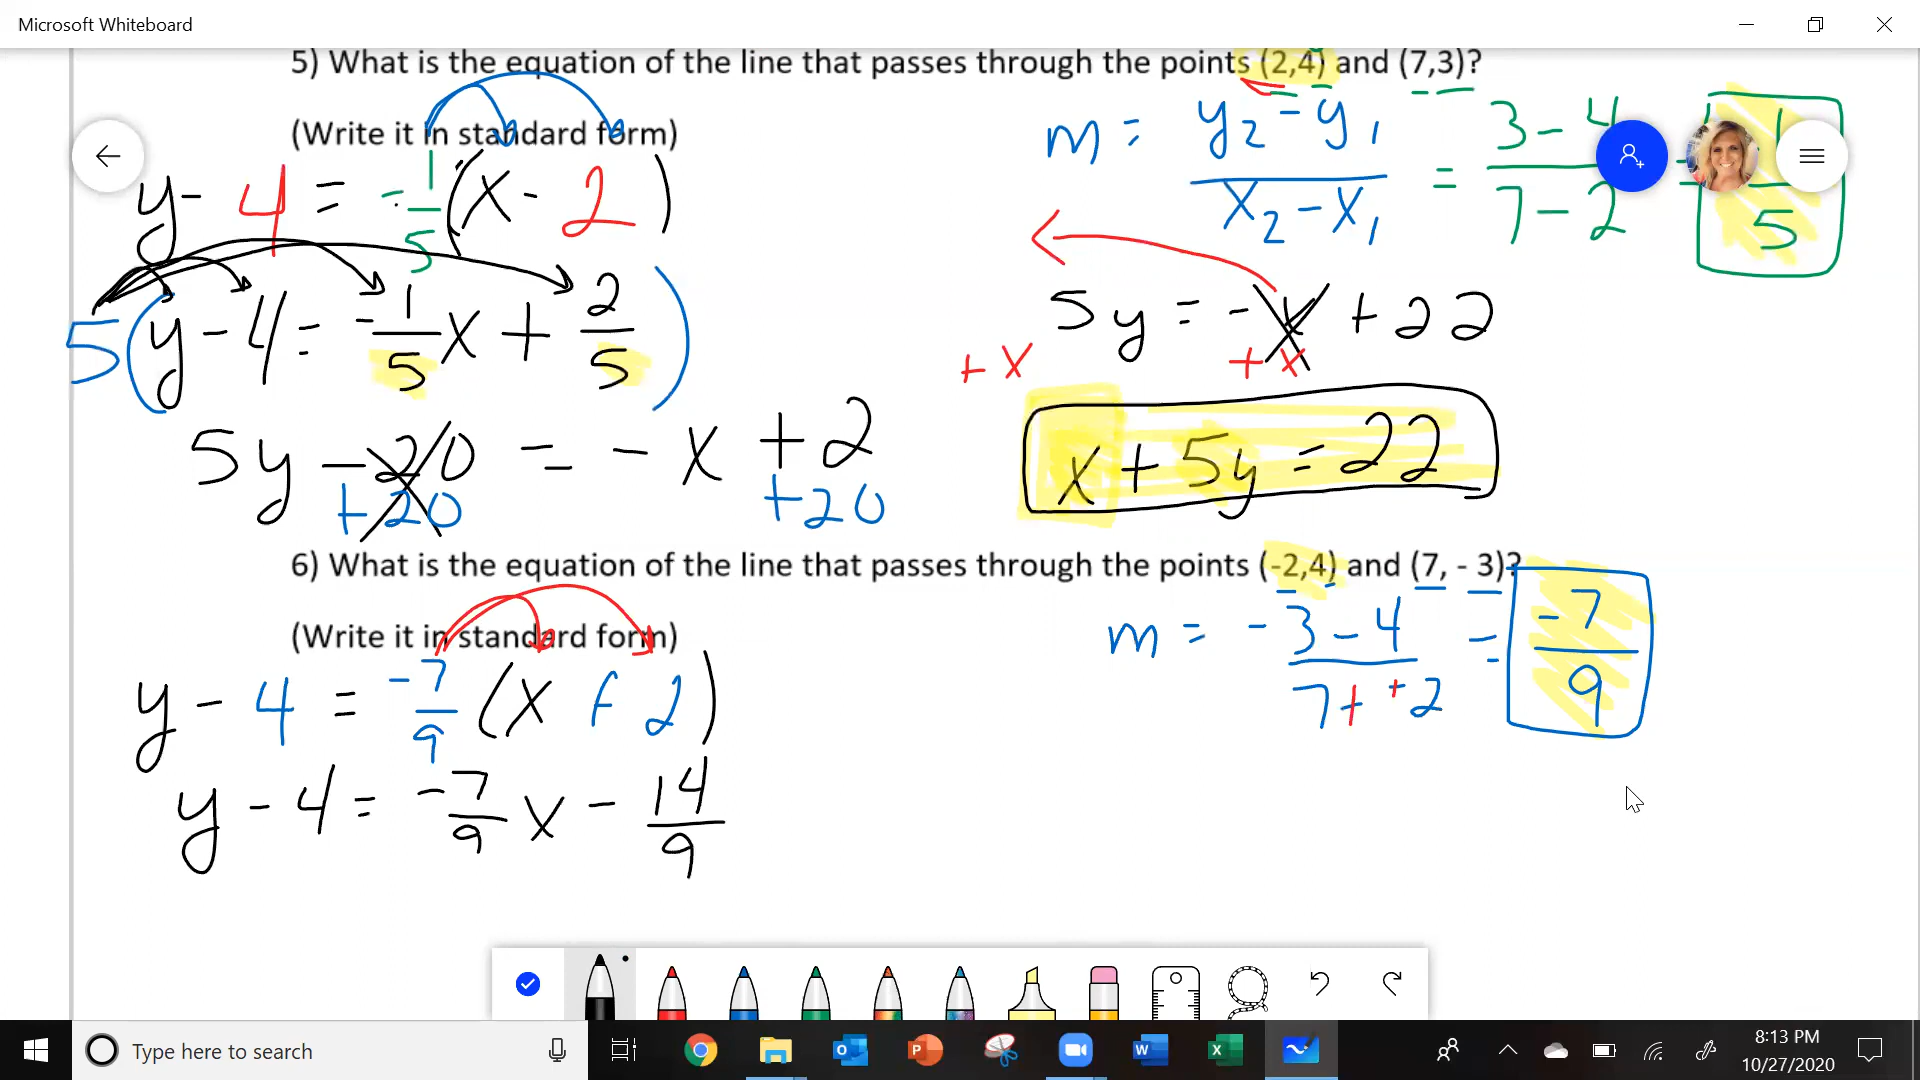 Microsoft Whiteboard
5) What is the equation of the line that passes through the points (2,4) and (7,3)?
(Write it in standard form)
y - 4 = -1/5 (x - 2)
5(y - 4 = -1/5 x + 2/5)
5y - 20 = - x + 2
+ 20 + 20
m = y₂ - y₁ / x₂ - x₁ = 3 - 4 / 7 - 2 = -1/5
5y = - x + 22
+ x + x
x + 5y = 22
6) What is the equation of the line that passes through the points (-2,4) and (7, - 3)?
(Write it in standard form)
m = -3 - 4 / 7 + +2 = -7/9
y - 4 = -7/9 (x + 2)
y - 4 = -7/9 x - 14/9
Type here to search
8:13 PM
10/27/2020